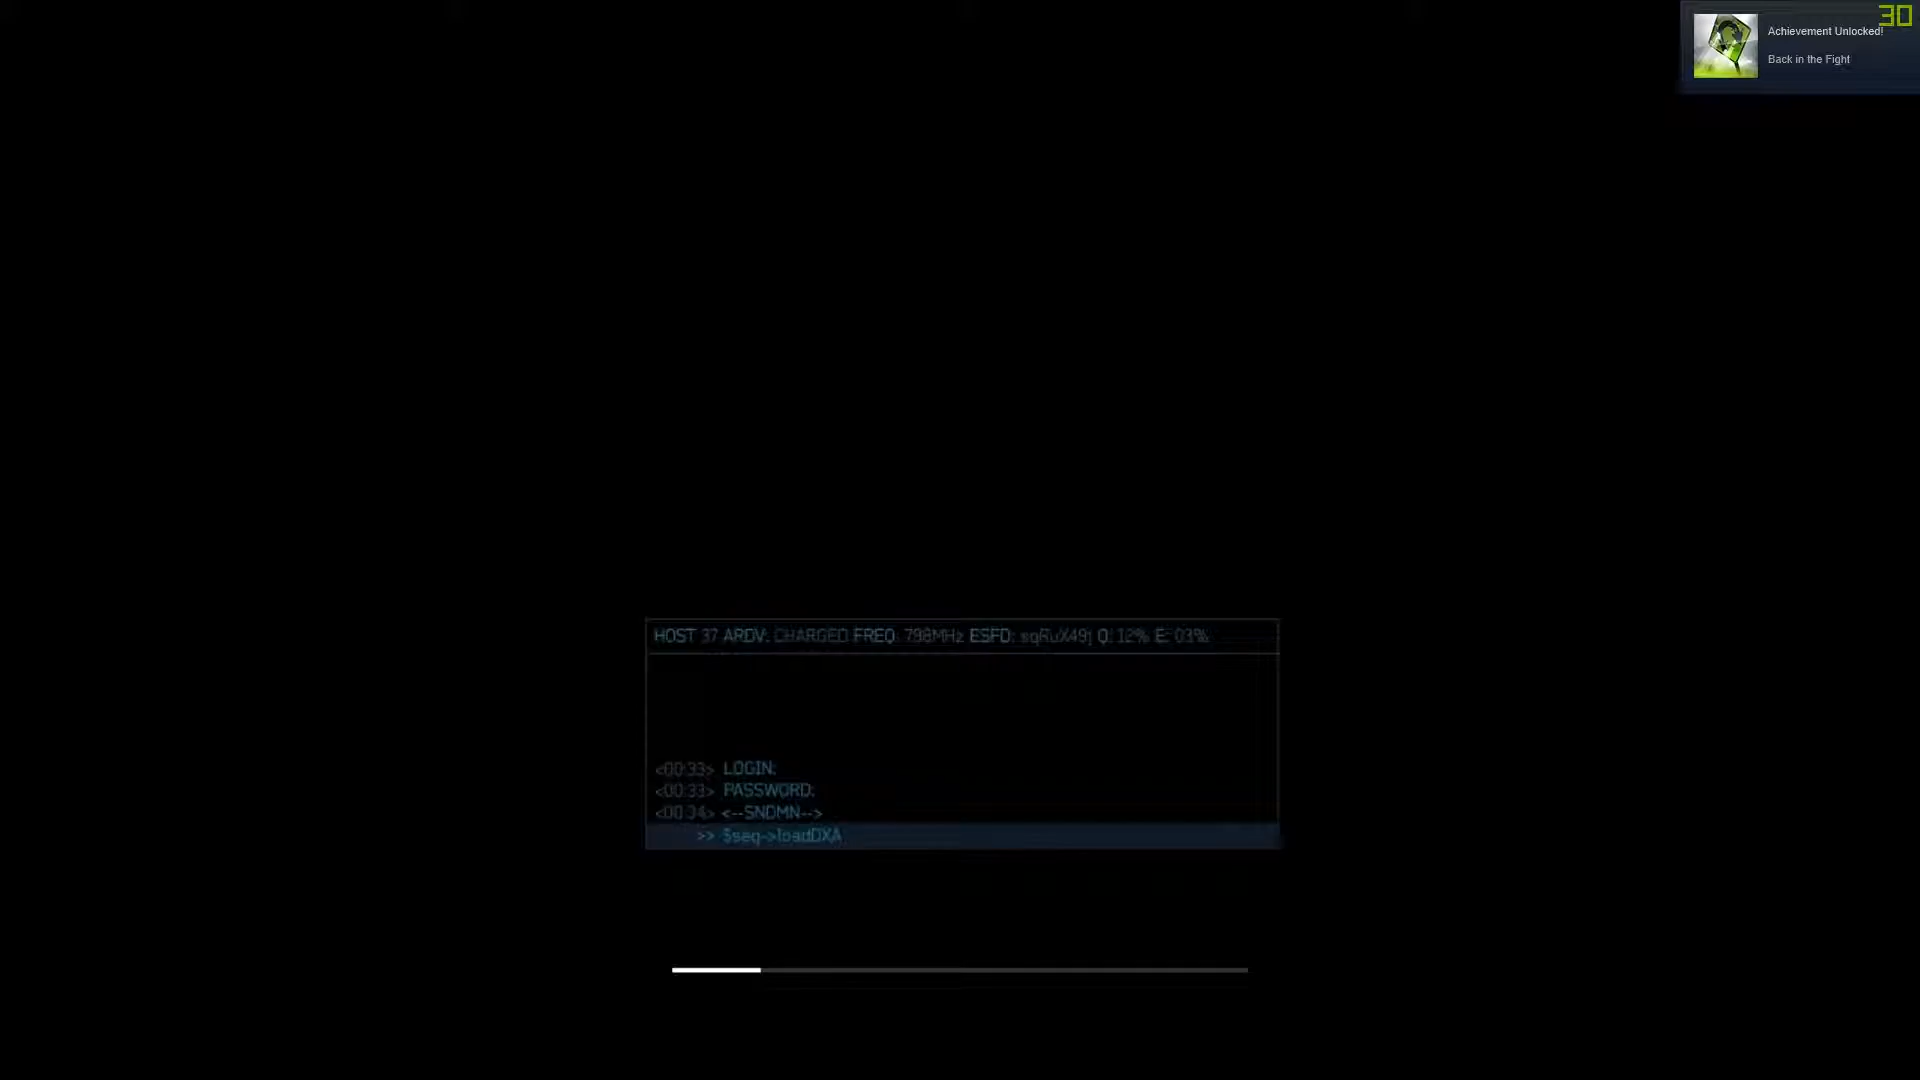 30
Achievement Unlocked!
Back in the Fight
HOST 37 ARDV: CHARGED FREQ: 798MHz ESFD: sqRuX49j Q: 12% E: 03%
<00:33> LOGIN:
<00:33> PASSWORD:
<00:34> <--SNDMN-->
>> $seq->loadDXA